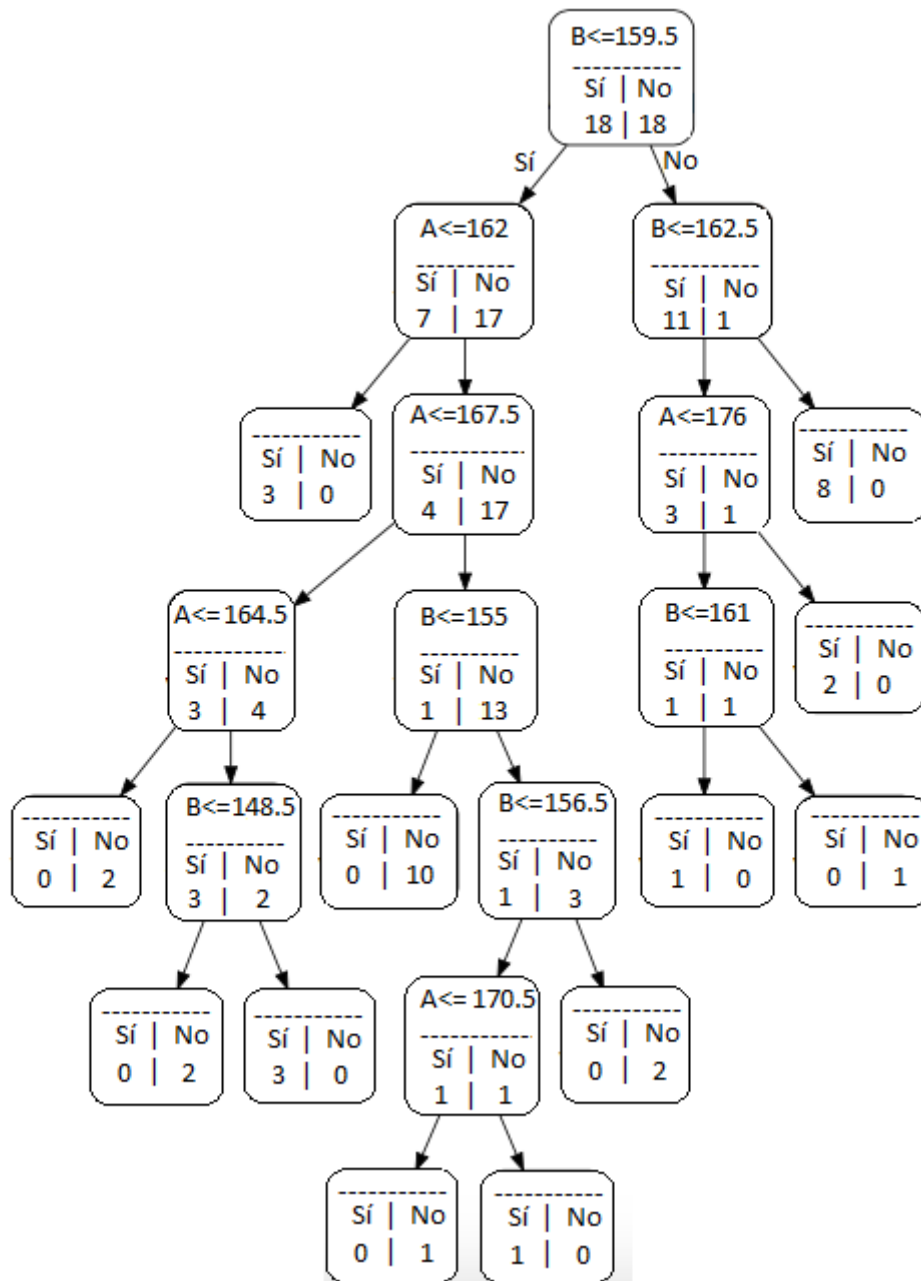 B<=159.5
-----------
Sí | No
18 | 18
Sí
No
A<=162
----------
Sí | No
7 | 17
B<=162.5
-----------
Sí | No
11 | 1
-----------
Sí | No
3 | 0
A<=167.5
-----------
Sí | No
4 | 17
A<=176
----------
Sí | No
3 | 1
-----------
Sí | No
8 | 0
A<=164.5
-----------
Sí | No
3 | 4
B<=155
-----------
Sí | No
1 | 13
B<=161
----------
Sí | No
1 | 1
-----------
Sí | No
2 | 0
-----------
Sí | No
0 | 2
B<=148.5
----------
Sí | No
3 | 2
-----------
Sí | No
0 | 10
B<=156.5
-----------
Sí | No
1 | 3
-----------
Sí | No
1 | 0
-----------
Sí | No
0 | 1
-----------
Sí | No
0 | 2
-----------
Sí | No
3 | 0
A<= 170.5
-----------
Sí | No
1 | 1
-----------
Sí | No
0 | 2
-----------
Sí | No
0 | 1
-----------
Sí | No
1 | 0